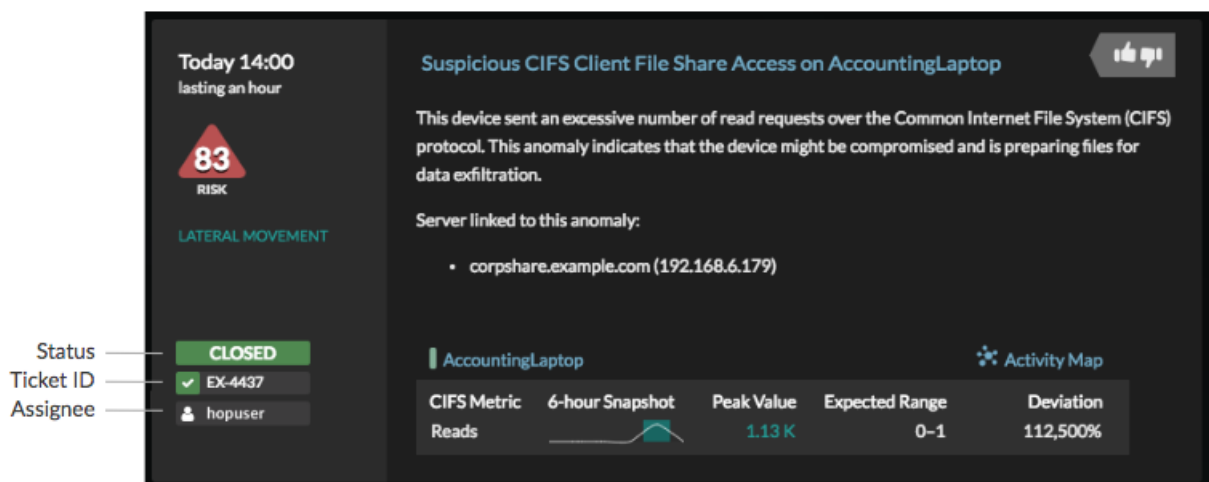 Today 14:00
lasting an hour
83
RISK
LATERAL MOVEMENT
Status
CLOSED
Ticket ID
EX-4437
Assignee
hopuser
Suspicious CIFS Client File Share Access on AccountingLaptop
This device sent an excessive number of read requests over the Common Internet File System (CIFS)
protocol. This anomaly indicates that the device might be compromised and is preparing files for
data exfiltration.
Server linked to this anomaly:
• corpshare.example.com (192.168.6.179)
AccountingLaptop
Activity Map
CIFS Metric 6-hour Snapshot Peak Value Expected Range Deviation
Reads 1.13 K 0–1 112,500%